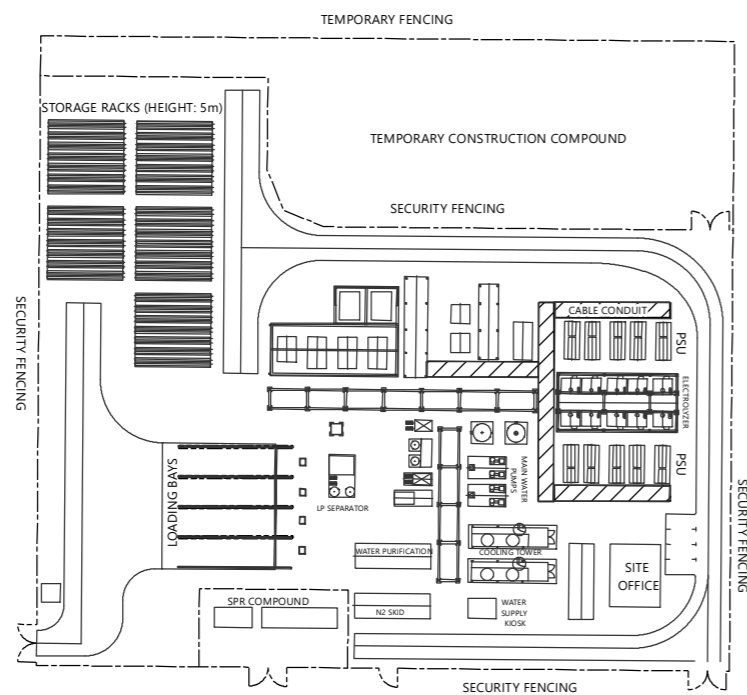 TEMPORARY FENCING
STORAGE RACKS (HEIGHT: 5m)
TEMPORARY CONSTRUCTION COMPOUND
SECURITY FENCING
SECURITY FENCING
CABLE CONDUIT
PSU
ELECTROLYZER
LOADING BAYS
LP SEPARATOR
MAIN WATER
PUMPS
PSU
SECURITY FENCING
WATER PURIFICATION
COOLING TOWER
SITE
OFFICE
SPR COMPOUND
N2 SKID
WATER
SUPPLY
KIOSK
SECURITY FENCING